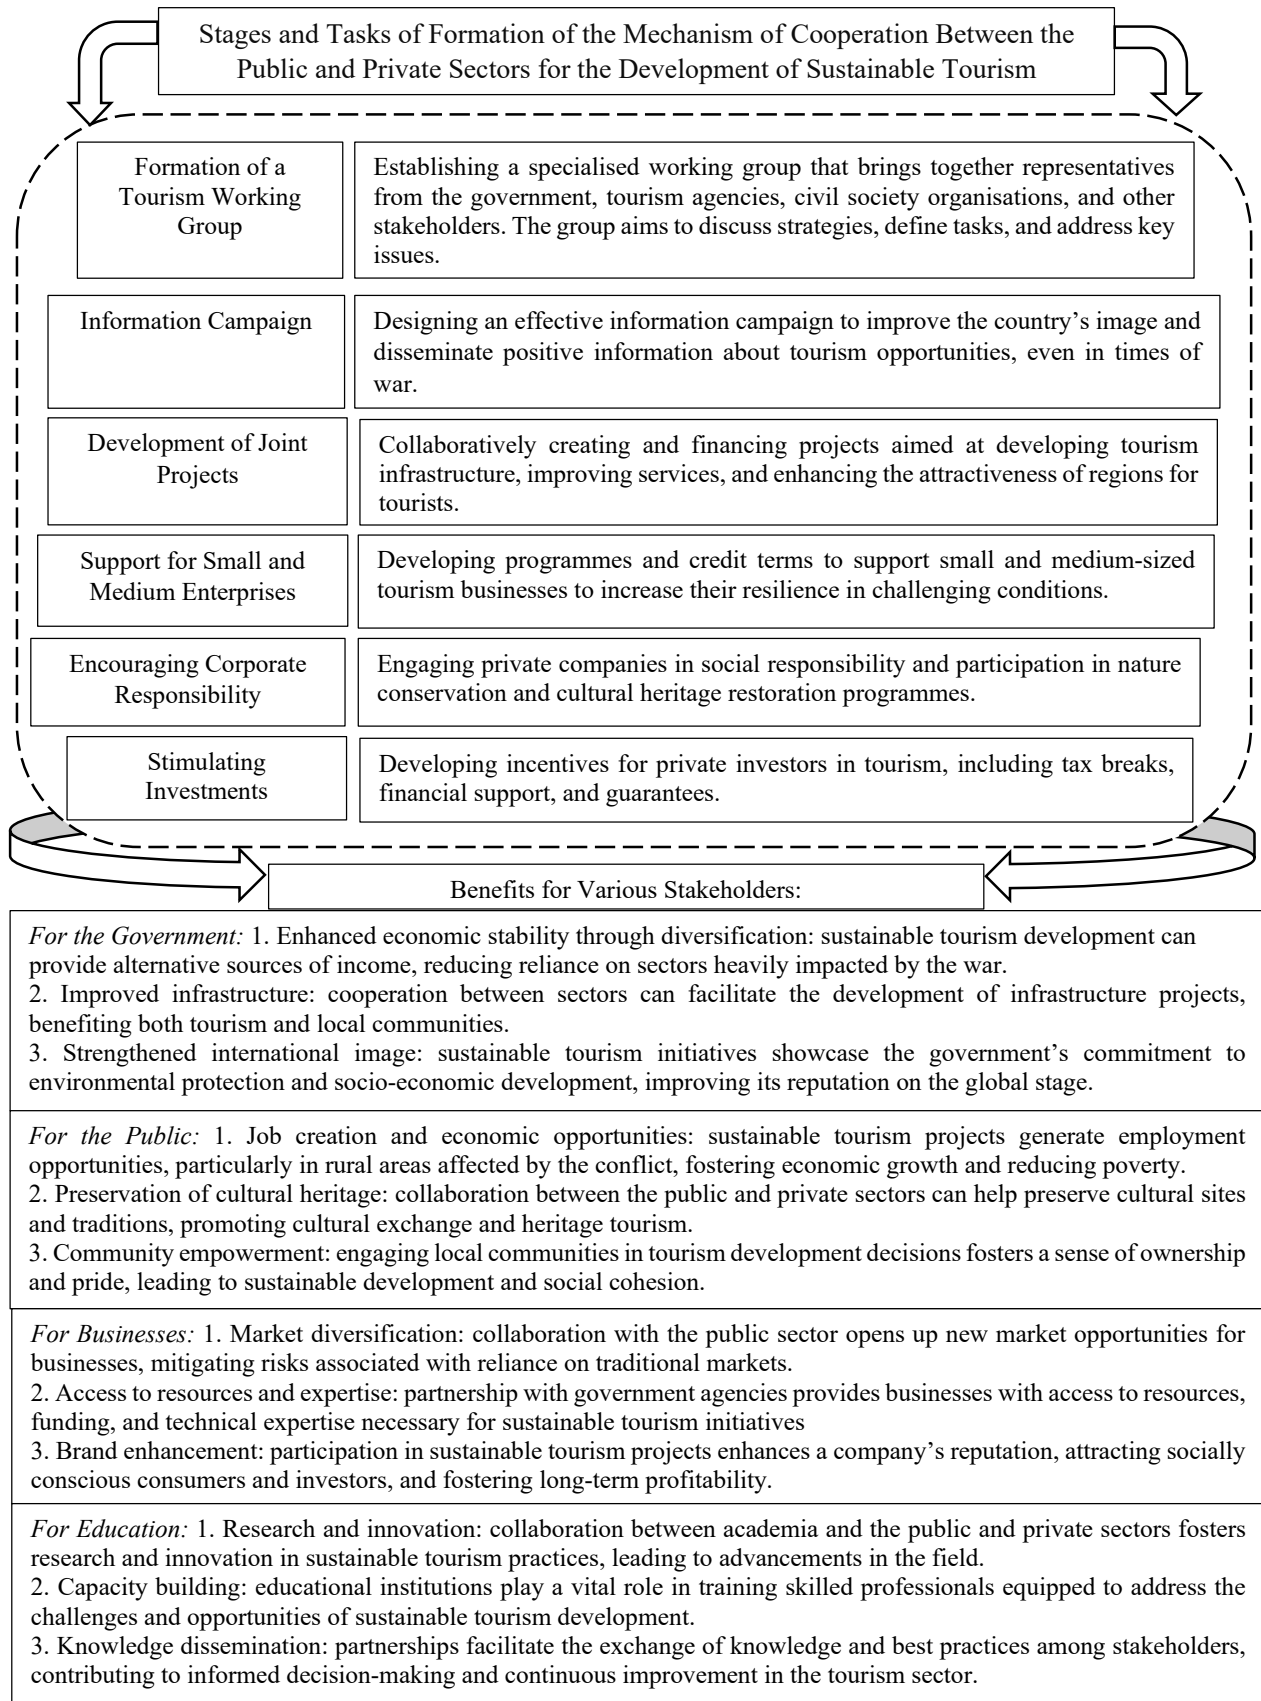 Stages and Tasks of Formation of the Mechanism of Cooperation Between the
Public and Private Sectors for the Development of Sustainable Tourism
Formation of a
Tourism Working
Group
Establishing a specialised working group that brings together representatives
from the government, tourism agencies, civil society organisations, and other
stakeholders. The group aims to discuss strategies, define tasks, and address key
issues.
Information Campaign
Designing an effective information campaign to improve the country’s image and
disseminate positive information about tourism opportunities, even in times of
war.
Development of Joint
Projects
Collaboratively creating and financing projects aimed at developing tourism
infrastructure, improving services, and enhancing the attractiveness of regions for
tourists.
Support for Small and
Medium Enterprises
Developing programmes and credit terms to support small and medium-sized
tourism businesses to increase their resilience in challenging conditions.
Encouraging Corporate
Responsibility
Engaging private companies in social responsibility and participation in nature
conservation and cultural heritage restoration programmes.
Stimulating
Investments
Developing incentives for private investors in tourism, including tax breaks,
financial support, and guarantees.
Benefits for Various Stakeholders:
For the Government: 1. Enhanced economic stability through diversification: sustainable tourism development can
provide alternative sources of income, reducing reliance on sectors heavily impacted by the war.
2. Improved infrastructure: cooperation between sectors can facilitate the development of infrastructure projects,
benefiting both tourism and local communities.
3. Strengthened international image: sustainable tourism initiatives showcase the government’s commitment to
environmental protection and socio-economic development, improving its reputation on the global stage.
For the Public: 1. Job creation and economic opportunities: sustainable tourism projects generate employment
opportunities, particularly in rural areas affected by the conflict, fostering economic growth and reducing poverty.
2. Preservation of cultural heritage: collaboration between the public and private sectors can help preserve cultural sites
and traditions, promoting cultural exchange and heritage tourism.
3. Community empowerment: engaging local communities in tourism development decisions fosters a sense of ownership
and pride, leading to sustainable development and social cohesion.
For Businesses: 1. Market diversification: collaboration with the public sector opens up new market opportunities for
businesses, mitigating risks associated with reliance on traditional markets.
2. Access to resources and expertise: partnership with government agencies provides businesses with access to resources,
funding, and technical expertise necessary for sustainable tourism initiatives
3. Brand enhancement: participation in sustainable tourism projects enhances a company’s reputation, attracting socially
conscious consumers and investors, and fostering long-term profitability.
For Education: 1. Research and innovation: collaboration between academia and the public and private sectors fosters
research and innovation in sustainable tourism practices, leading to advancements in the field.
2. Capacity building: educational institutions play a vital role in training skilled professionals equipped to address the
challenges and opportunities of sustainable tourism development.
3. Knowledge dissemination: partnerships facilitate the exchange of knowledge and best practices among stakeholders,
contributing to informed decision-making and continuous improvement in the tourism sector.